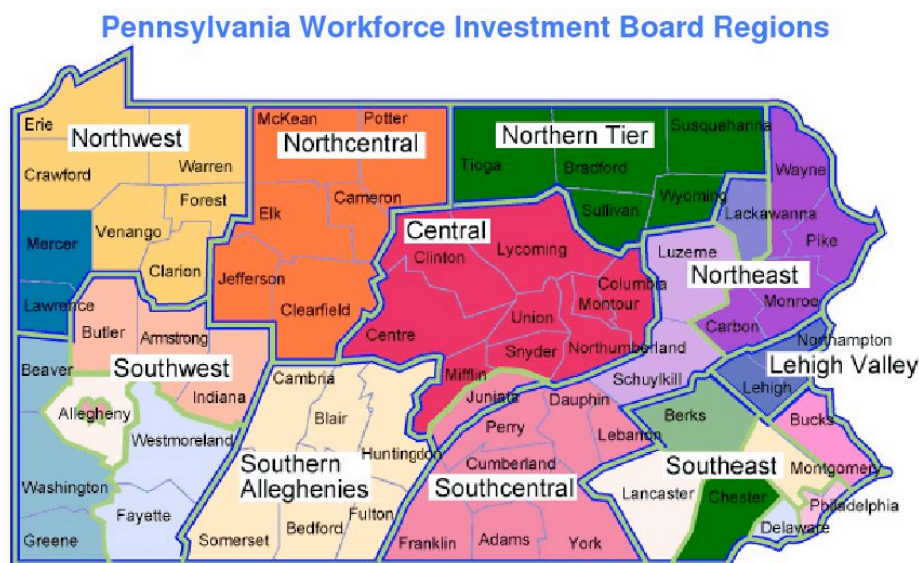 Pennsylvania Workforce Investment Board Regions
McKean
Potter
Erie
Northwest
Northcentral
Northern Tier
Susquehanna
Crawford
Warren
Tioga
Bradford
Wayne
Forest
Cameron
Elk
Wyoming
Sullivan
Lackawanna
Venango
Central
Mercer
Lycoming
Pike
Clinton
Luzerne
Clarion
Jefferson
Columbia
Northeast
Lawrence
Clearfield
Union
Montour
Monroe
Butler
Armstrong
Centre
Carbon
Northampton
Snyder
Northumberland
Beaver
Southwest
Lehigh Valley
Cambria
Mifflin
Schuylkill
Lehigh
Indiana
Juniata
Dauphin
Allegheny
Blair
Berks
Bucks
Westmoreland
Perry
Lebanon
Huntingdon
Southern
Alleghenies
Cumberland
Southeast
Montgomery
Washington
Southcentral
Lancaster
Chester
Philadelphia
Fayette
Fulton
Bedford
Delaware
Greene
Somerset
Franklin
Adams
York